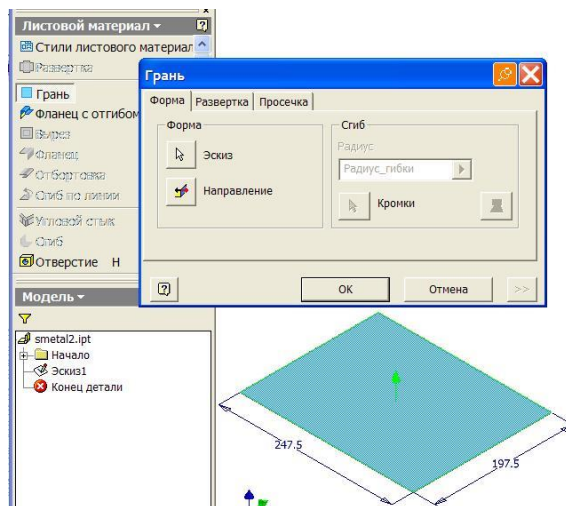 Листовой материал
Стили листового материал
Развертка
Грань
Фланец с отгибом
Вырез
Фланец
Отбортовка
Сгиб по линии
Угловой стык
Сгиб
Отверстие Н
Модель
smetal2.ipt
Начало
Эскиз1
Конец детали
Грань
Форма Развертка Просечка
Форма
Эскиз
Направление
Сгиб
Радиус
Радиус_гибки
Кромки
OK
Отмена
>>
247.5
197.5